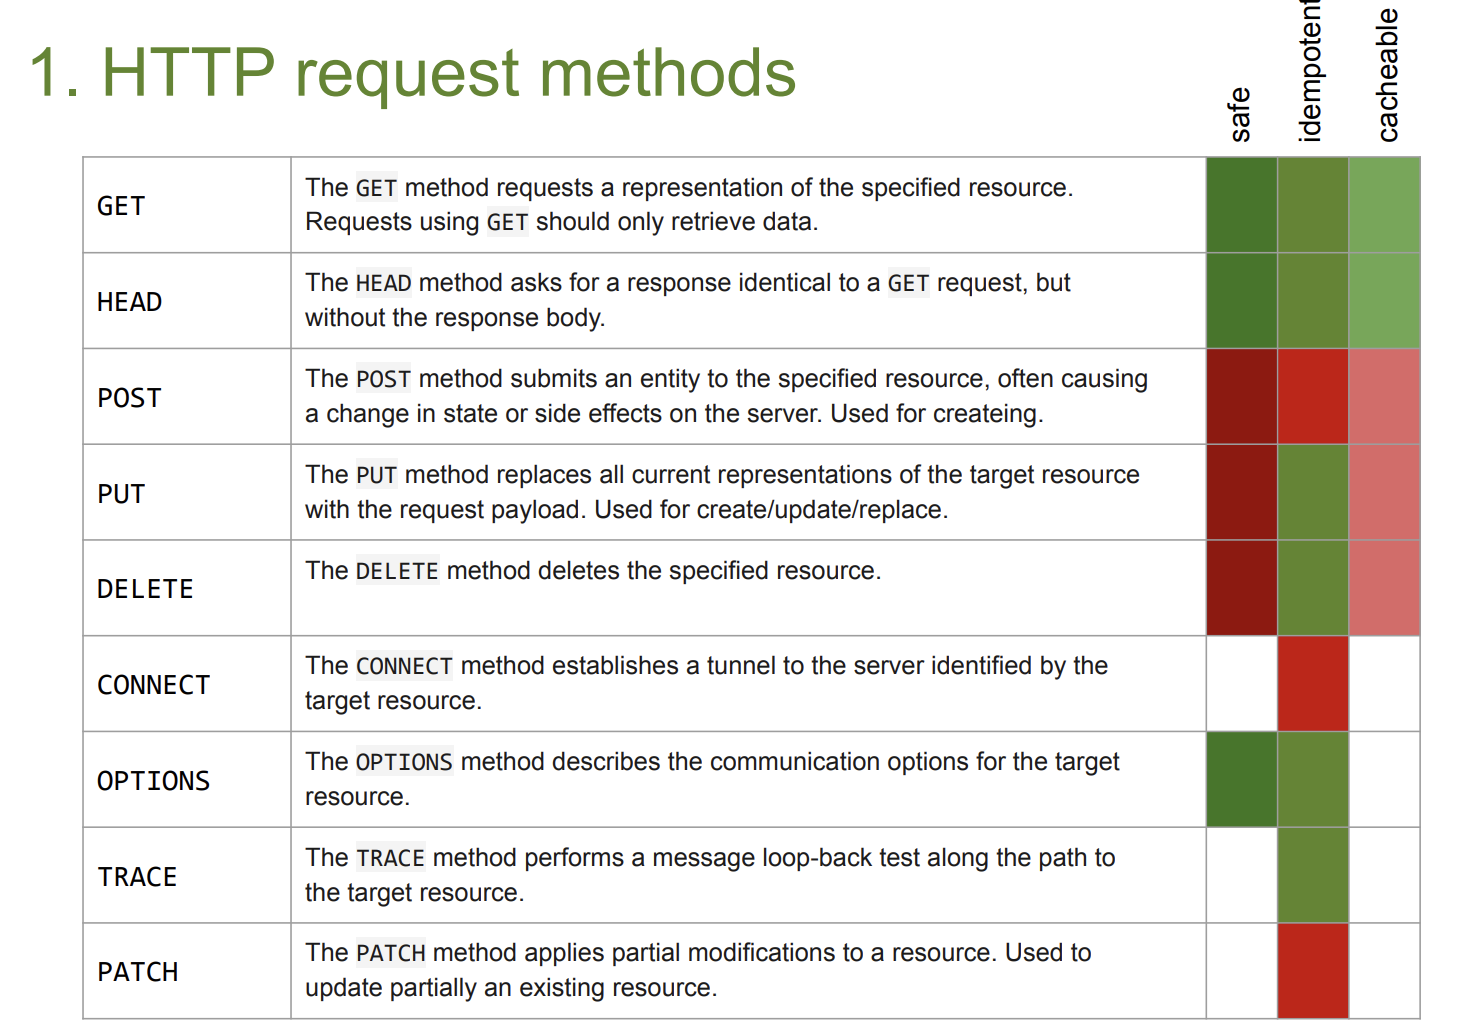 1. HTTP request methods
safe
idempotent
cacheable
GET
The GET method requests a representation of the specified resource.
Requests using GET should only retrieve data.
HEAD
The HEAD method asks for a response identical to a GET request, but
without the response body.
POST
The POST method submits an entity to the specified resource, often causing
a change in state or side effects on the server. Used for createing.
PUT
The PUT method replaces all current representations of the target resource
with the request payload. Used for create/update/replace.
DELETE
The DELETE method deletes the specified resource.
CONNECT
The CONNECT method establishes a tunnel to the server identified by the
target resource.
OPTIONS
The OPTIONS method describes the communication options for the target
resource.
TRACE
The TRACE method performs a message loop-back test along the path to
the target resource.
PATCH
The PATCH method applies partial modifications to a resource. Used to
update partially an existing resource.